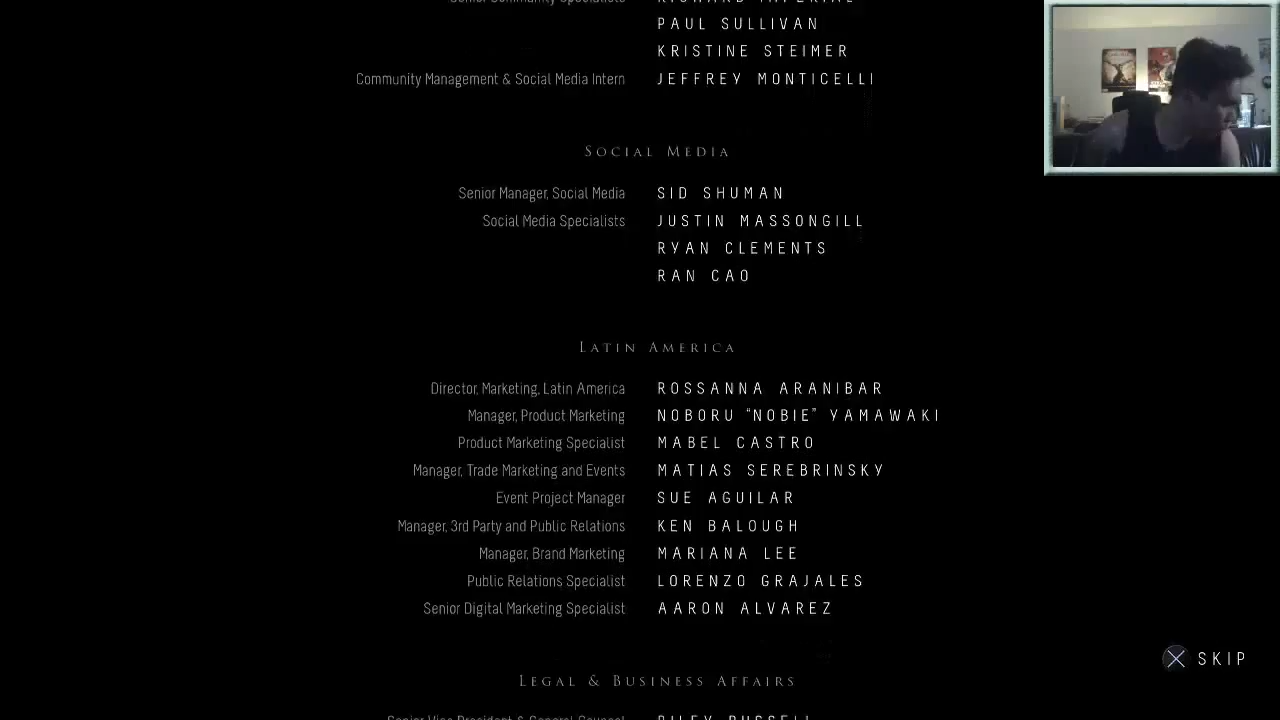 PAUL SULLIVAN
KRISTINE STEIMER
Community Management & Social Media Intern JEFFREY MONTICELLI
SOCIAL MEDIA
Senior Manager, Social Media SID SHUMAN
Social Media Specialists JUSTIN MASSONGILL
RYAN CLEMENTS
RAN CAO
LATIN AMERICA
Director, Marketing, Latin America ROSSANNA ARANIBAR
Manager, Product Marketing NOBORU “NOBIE” YAMAWAKI
Product Marketing Specialist MABEL CASTRO
Manager, Trade Marketing and Events MATIAS SEREBRINSKY
Event Project Manager SUE AGUILAR
Manager, 3rd Party and Public Relations KEN BALOUGH
Manager, Brand Marketing MARIANA LEE
Public Relations Specialist LORENZO GRAJALES
Senior Digital Marketing Specialist AARON ALVAREZ
SKIP
LEGAL & BUSINESS AFFAIRS